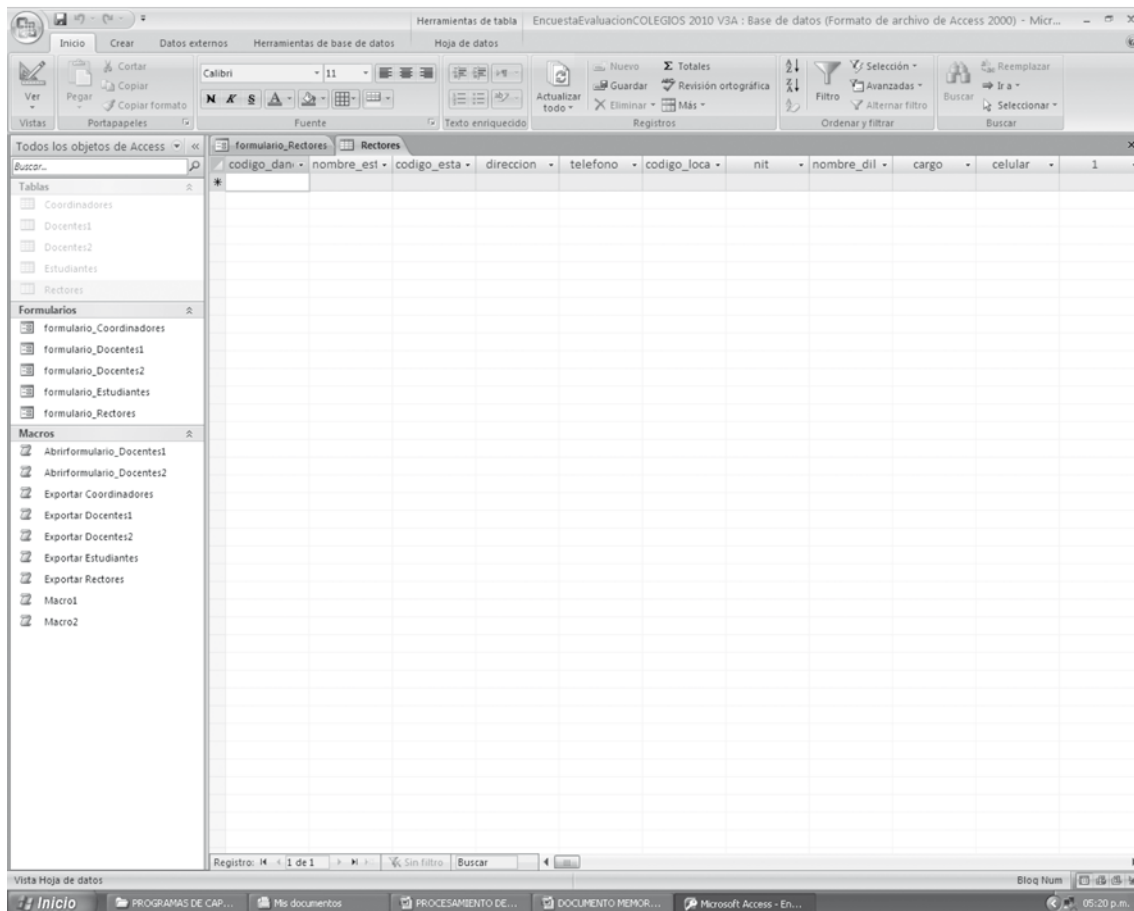 Herramientas de tabla EncuestaEvaluacionCOLEGIOS 2010 V3A : Base de datos (Formato de archivo de Access 2000) - Micr...
Inicio Crear Datos externos Herramientas de base de datos Hoja de datos
Ver
Pegar
Cortar
Copiar
Copiar formato
Calibri 11
N K S A
Actualizar todo
Nuevo Σ Totales
Guardar Revisión ortográfica
Eliminar Más
Filtro
Selección
Avanzadas
Alternar filtro
Buscar
Reemplazar
Ir a
Seleccionar
Vistas Portapapeles Fuente Texto enriquecido Registros Ordenar y filtrar Buscar
Todos los objetos de Access « formulario_Rectores Rectores
Buscar...
codigo_dan nombre_est codigo_esta direccion telefono codigo_loca nit nombre_dil cargo celular 1
Tablas
Coordinadores
Docentes1
Docentes2
Estudiantes
Rectores
Formularios
formulario_Coordinadores
formulario_Docentes1
formulario_Docentes2
formulario_Estudiantes
formulario_Rectores
Macros
Abrirformulario_Docentes1
Abrirformulario_Docentes2
Exportar Coordinadores
Exportar Docentes1
Exportar Docentes2
Exportar Estudiantes
Exportar Rectores
Macro1
Macro2
Registro: 1 de 1 Sin filtro Buscar
Vista Hoja de datos Bloq Num
Inicio PROGRAMAS DE CAP... Mis documentos PROCESAMIENTO DE... DOCUMENTO MEMOR... Microsoft Access - En... 05:20 p.m.